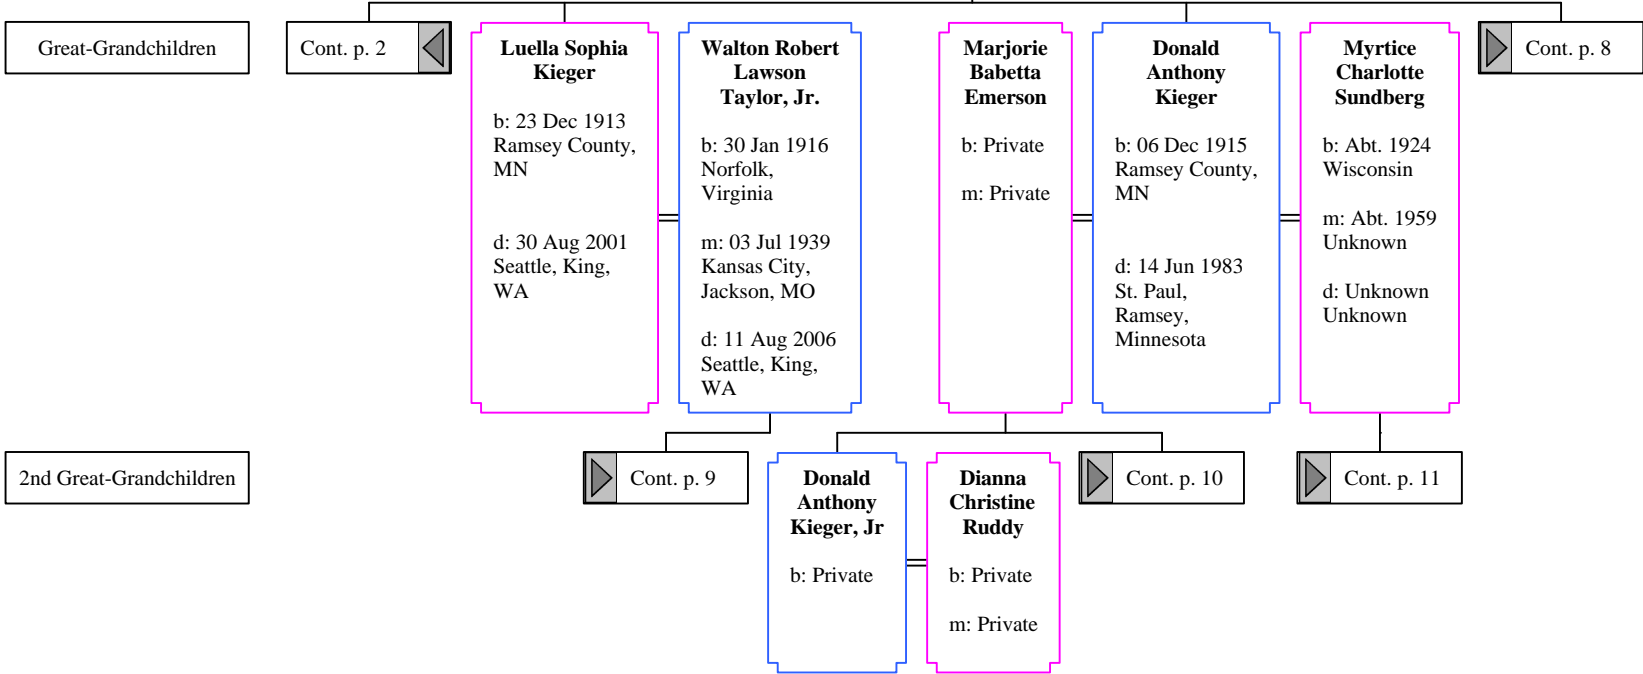 Great-Grandchildren
Cont. p. 2
Luella Sophia
Kieger
b: 23 Dec 1913
Ramsey County,
MN
d: 30 Aug 2001
Seattle, King,
WA
Walton Robert
Lawson
Taylor, Jr.
b: 30 Jan 1916
Norfolk,
Virginia
m: 03 Jul 1939
Kansas City,
Jackson, MO
d: 11 Aug 2006
Seattle, King,
WA
Marjorie
Babetta
Emerson
b: Private
m: Private
Donald
Anthony
Kieger
b: 06 Dec 1915
Ramsey County,
MN
d: 14 Jun 1983
St. Paul,
Ramsey,
Minnesota
Myrtice
Charlotte
Sundberg
b: Abt. 1924
Wisconsin
m: Abt. 1959
Unknown
d: Unknown
Unknown
Cont. p. 8
2nd Great-Grandchildren
Cont. p. 9
Donald
Anthony
Kieger, Jr
b: Private
Dianna
Christine
Ruddy
b: Private
m: Private
Cont. p. 10
Cont. p. 11